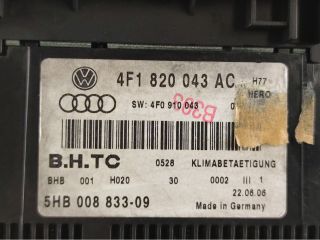 4F1 820 043 AC H77
HERO
SW: 4F0 910 043
B.H.TC 0528 KLIMABETAETIGUNG
BHB 001 H020 30 0002 III 1
22.06.06
5HB 008 833-09 Made in Germany